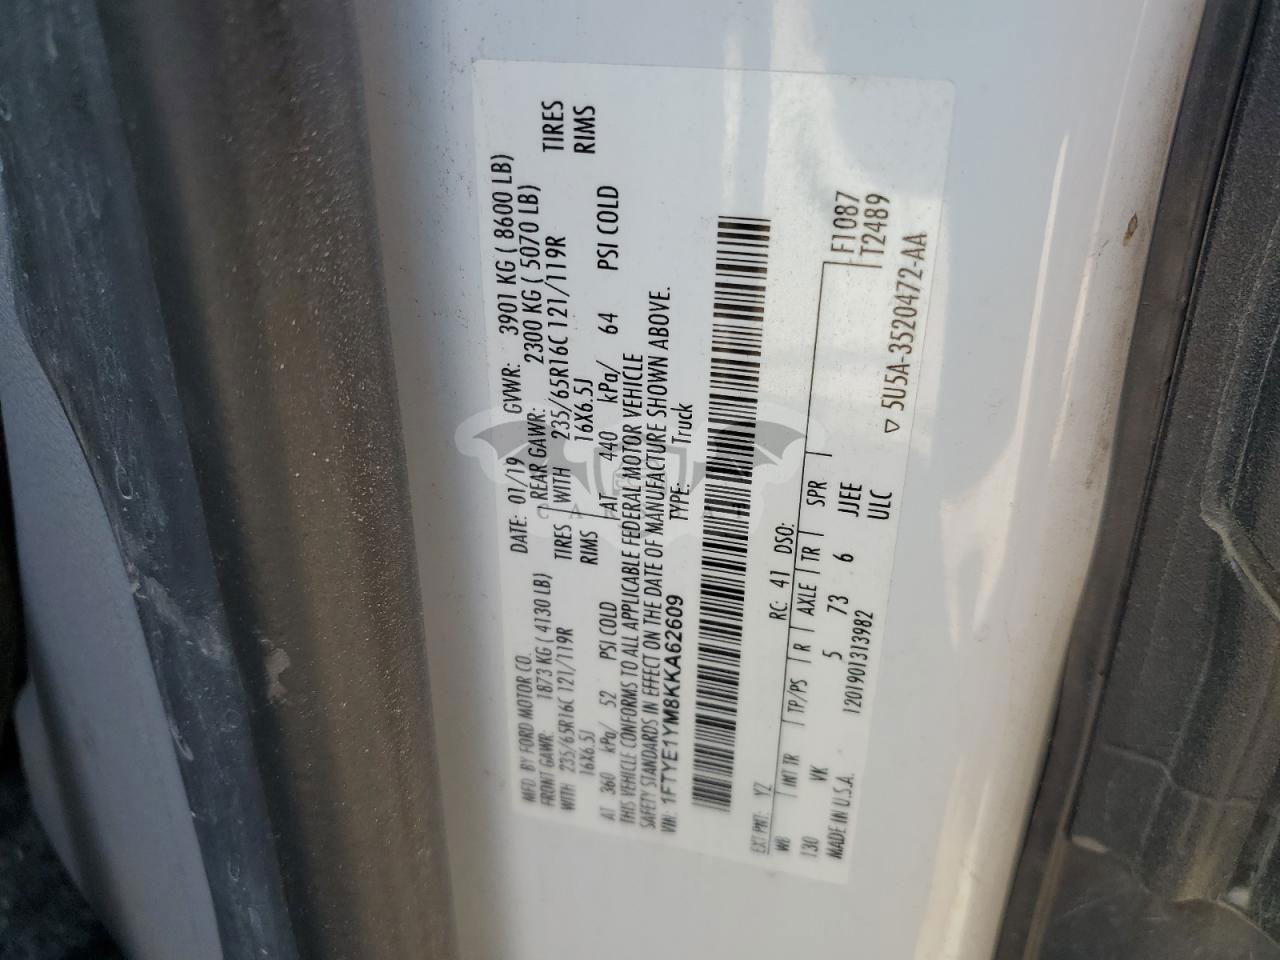 MFD. BY FORD MOTOR CO. DATE: 01/19 GVWR: 3901 KG ( 8600 LB)
FRONT GAWR: 1873 KG ( 4130 LB) REAR GAWR: 2300 KG ( 5070 LB)
WITH 235/65R16C 121/119R TIRES WITH 235/65R16C 121/119R TIRES
16X6.5J RIMS 16X6.5J RIMS
AT 360 kPa/ 52 PSI COLD AT 440 kPa/ 64 PSI COLD
THIS VEHICLE CONFORMS TO ALL APPLICABLE FEDERAL MOTOR VEHICLE
SAFETY STANDARDS IN EFFECT ON THE DATE OF MANUFACTURE SHOWN ABOVE.
VIN: 1FTYE1YM8KKA62609 TYPE: Truck
EXT PNT: YZ RC: 41 DSO:
WB INT TR TP/PS R AXLE TR SPR F1087
130 VK 5 73 6 JJEE T2489
MADE IN U.S.A. 1201901313982 ULC ▽ 5U5A-3520472-AA